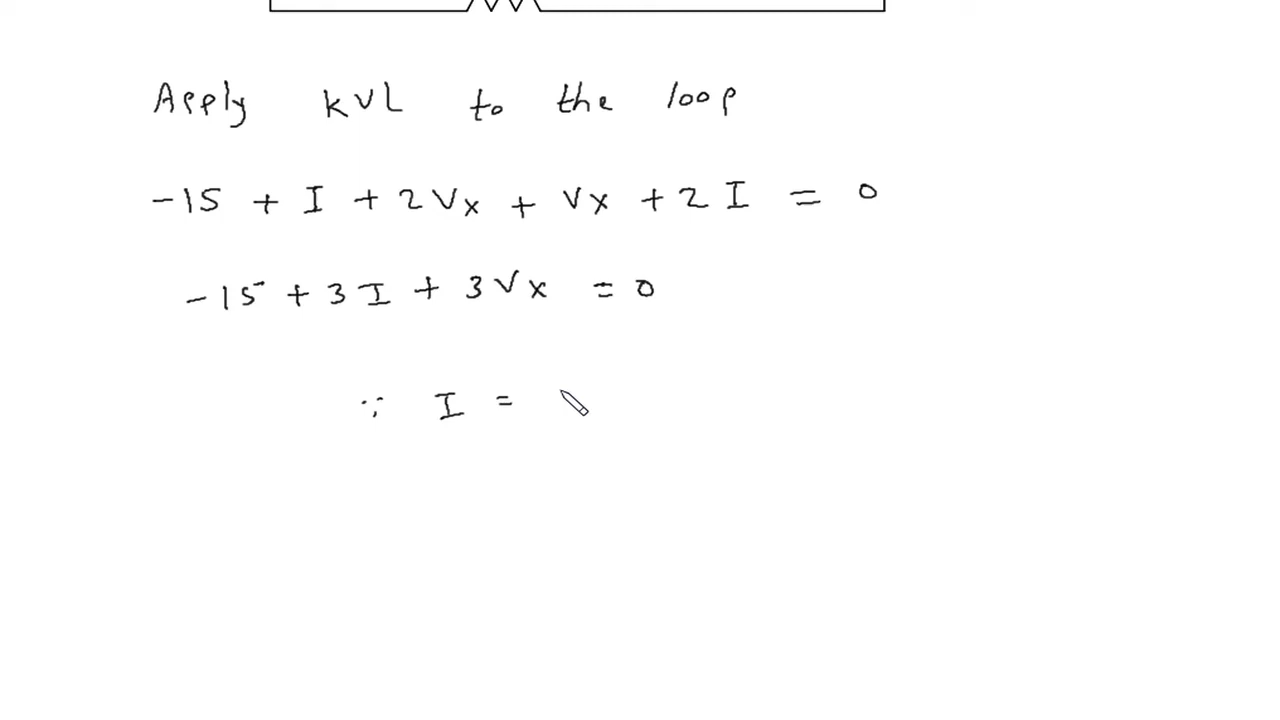 Apply KVL to the loop
-15 + I + 2Vx + Vx + 2I = 0
-15 + 3I + 3Vx = 0
∵ I =